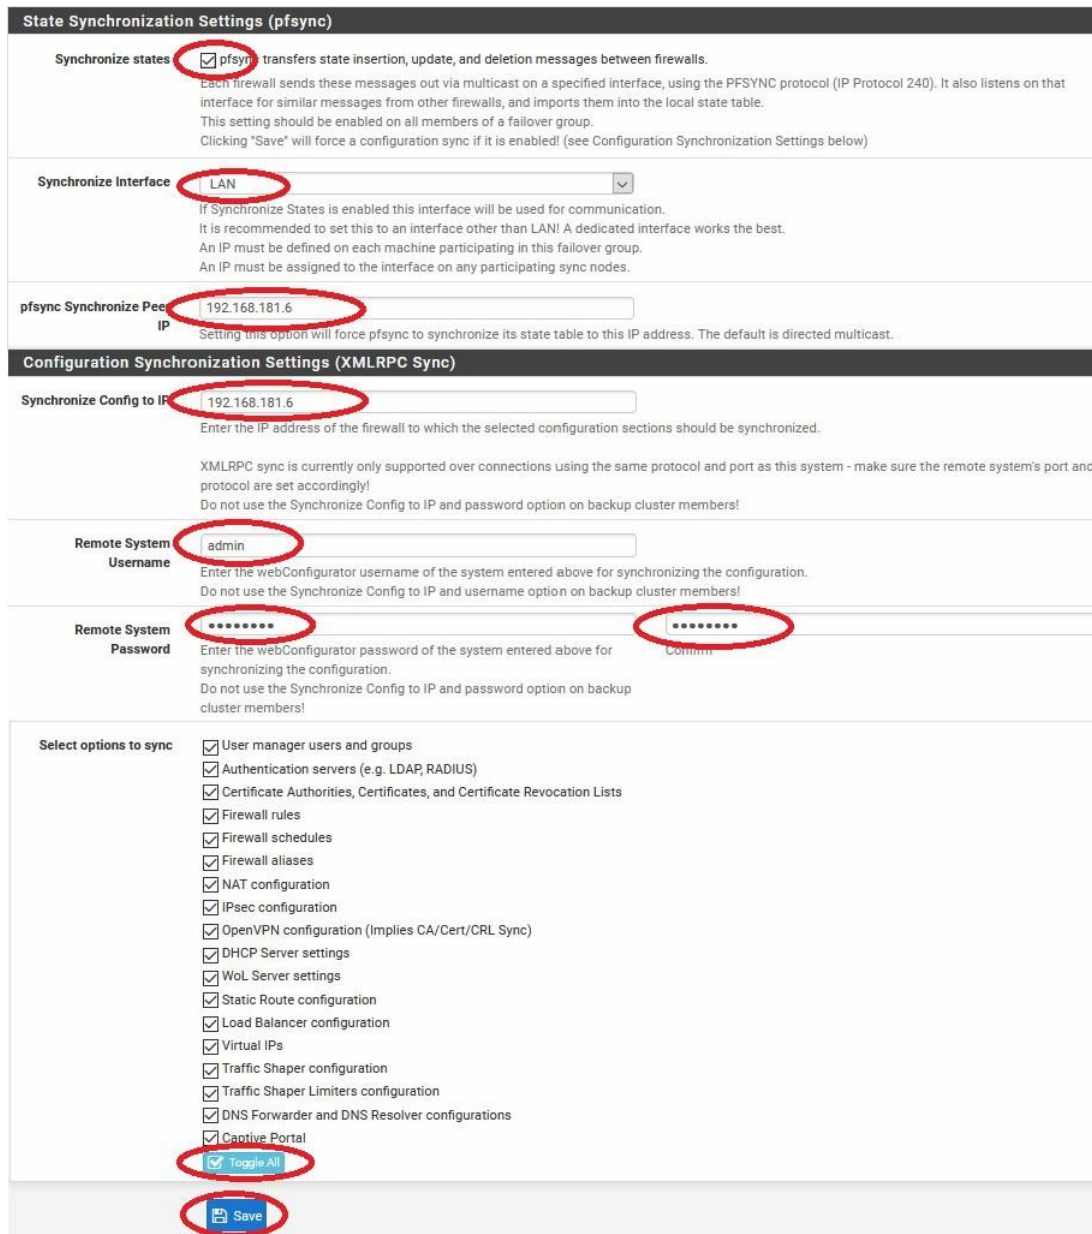 State Synchronization Settings (pfsync)
Synchronize states
pfsync transfers state insertion, update, and deletion messages between firewalls.
Each firewall sends these messages out via multicast on a specified interface, using the PFSYNC protocol (IP Protocol 240). It also listens on that
interface for similar messages from other firewalls, and imports them into the local state table.
This setting should be enabled on all members of a failover group.
Clicking "Save" will force a configuration sync if it is enabled! (see Configuration Synchronization Settings below)
Synchronize Interface
LAN
If Synchronize States is enabled this interface will be used for communication.
It is recommended to set this to an interface other than LAN! A dedicated interface works the best.
An IP must be defined on each machine participating in this failover group.
An IP must be assigned to the interface on any participating sync nodes.
pfsync Synchronize Peer
IP
192.168.181.6
Setting this option will force pfsync to synchronize its state table to this IP address. The default is directed multicast.
Configuration Synchronization Settings (XMLRPC Sync)
Synchronize Config to IP
192.168.181.6
Enter the IP address of the firewall to which the selected configuration sections should be synchronized.
XMLRPC sync is currently only supported over connections using the same protocol and port as this system - make sure the remote system's port and
protocol are set accordingly!
Do not use the Synchronize Config to IP and password option on backup cluster members!
Remote System
Username
admin
Enter the webConfigurator username of the system entered above for synchronizing the configuration.
Do not use the Synchronize Config to IP and username option on backup cluster members!
Remote System
Password
••••••••
Enter the webConfigurator password of the system entered above for
synchronizing the configuration.
Do not use the Synchronize Config to IP and password option on backup
cluster members!
••••••••
Confirm
Select options to sync
User manager users and groups
Authentication servers (e.g. LDAP, RADIUS)
Certificate Authorities, Certificates, and Certificate Revocation Lists
Firewall rules
Firewall schedules
Firewall aliases
NAT configuration
IPsec configuration
OpenVPN configuration (Implies CA/Cert/CRL Sync)
DHCP Server settings
WoL Server settings
Static Route configuration
Load Balancer configuration
Virtual IPs
Traffic Shaper configuration
Traffic Shaper Limiters configuration
DNS Forwarder and DNS Resolver configurations
Captive Portal
Toggle All
Save